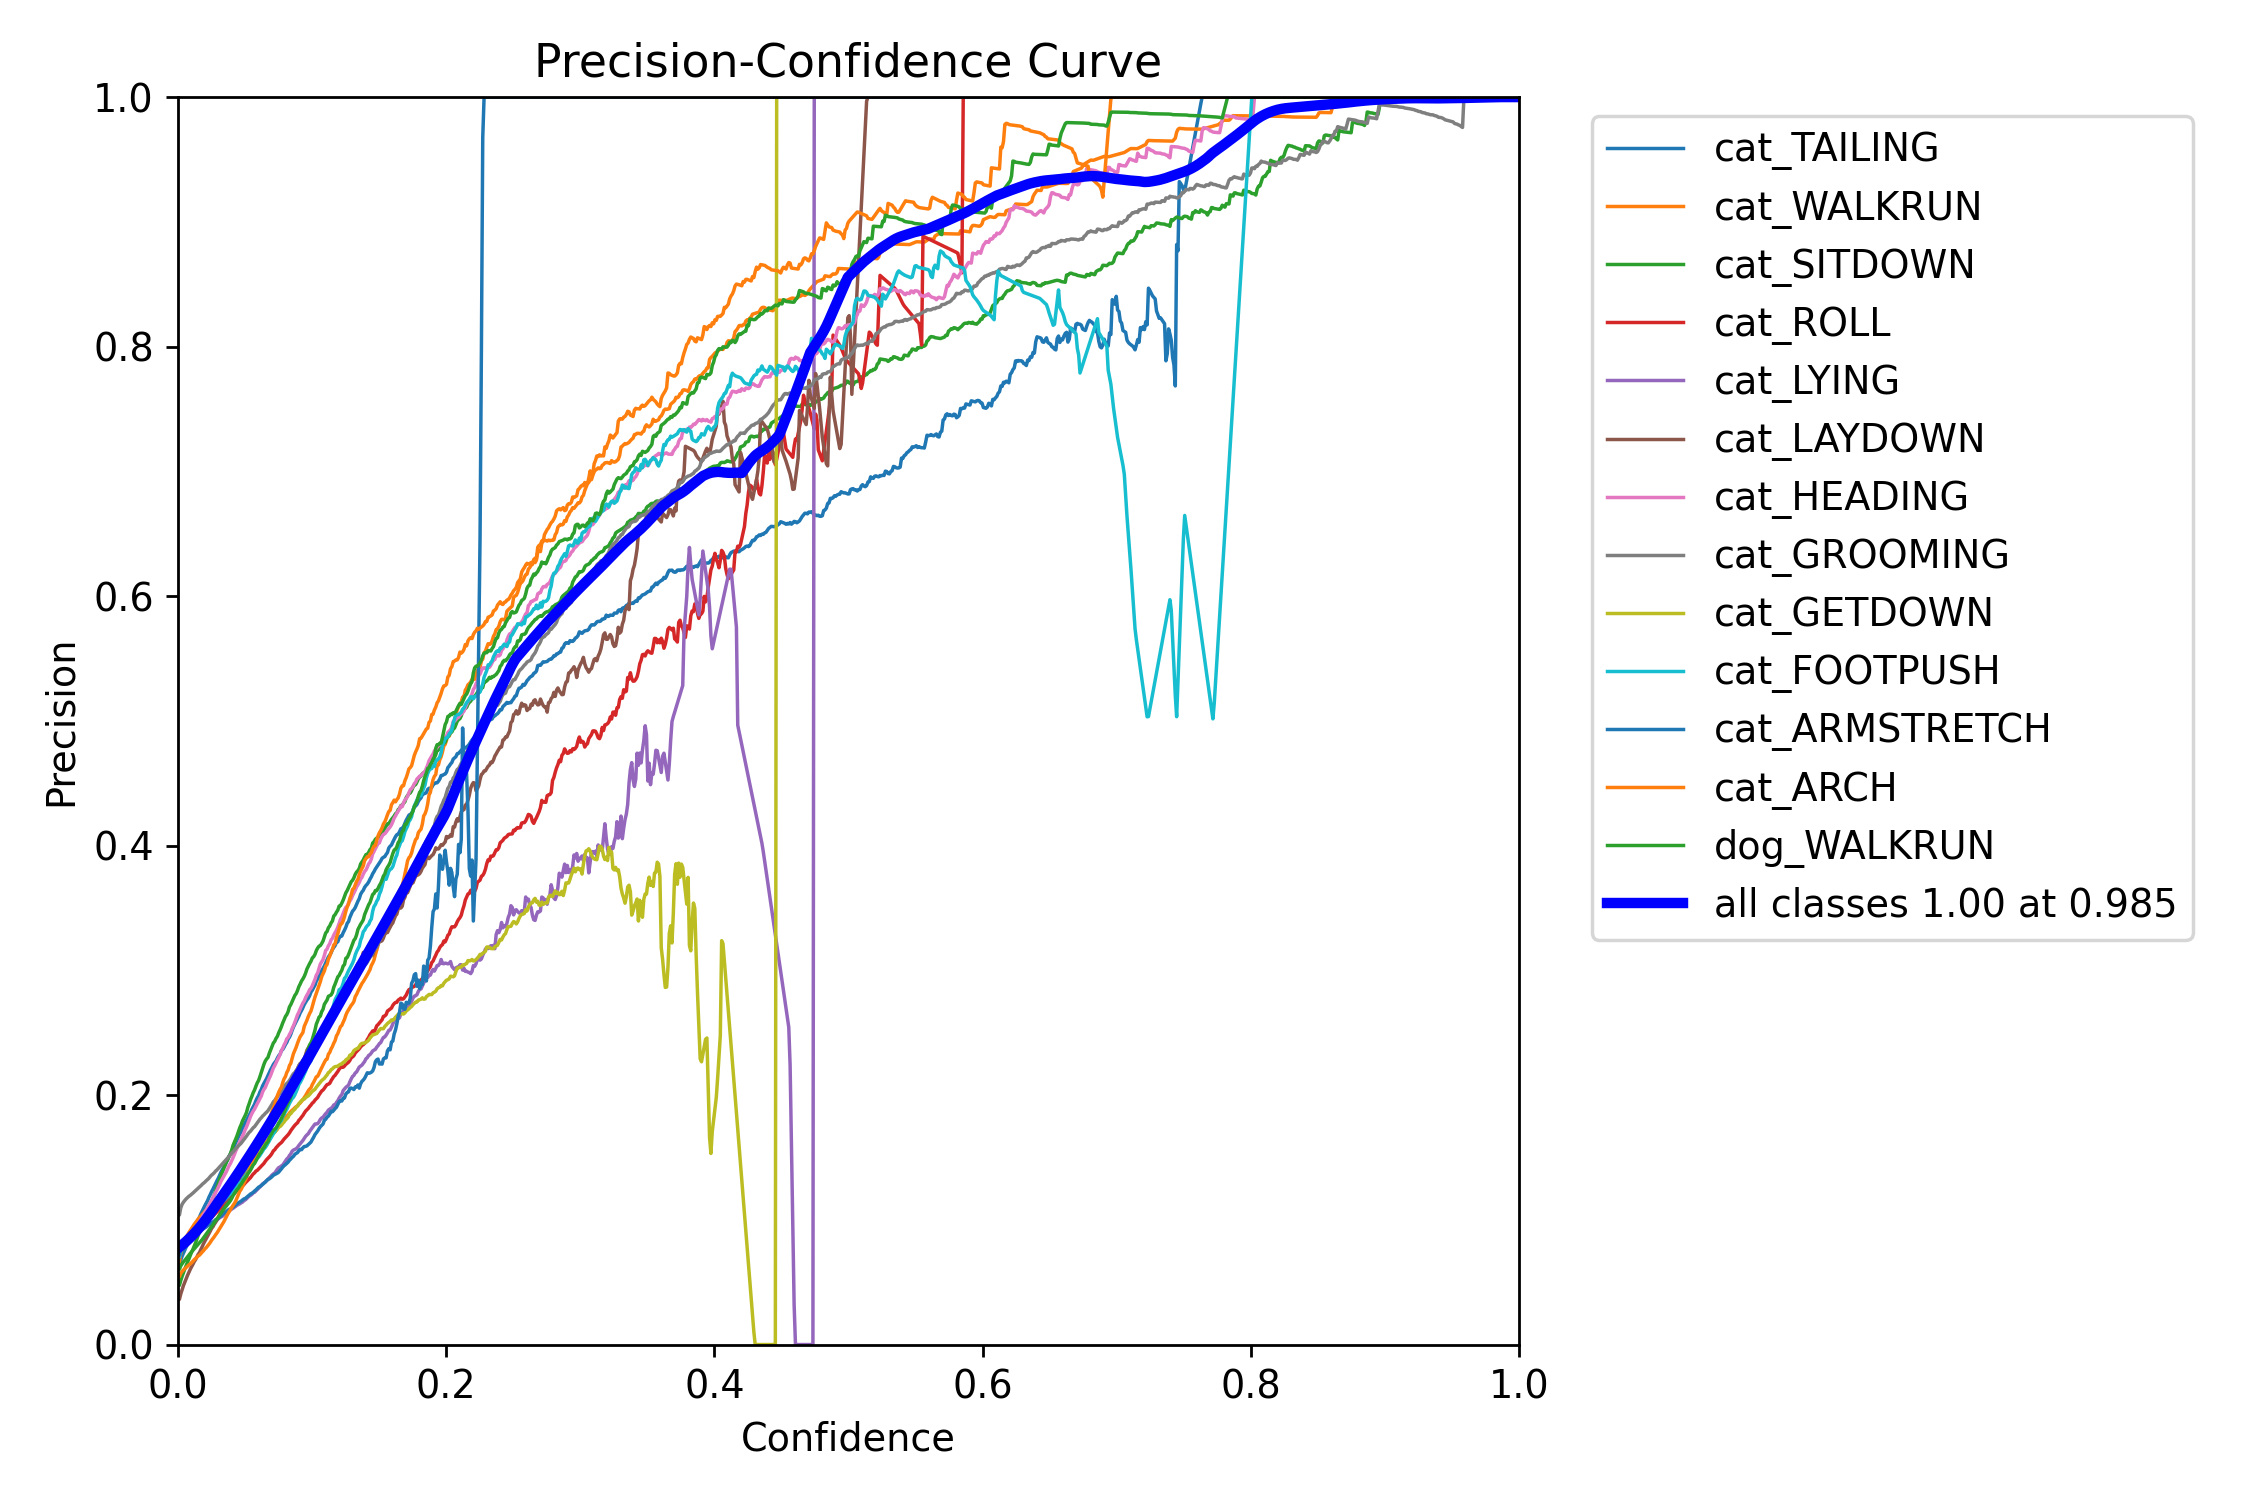 Precision-Confidence Curve
1.0
0.8
0.6
0.4
0.2
0.0
Precision
0.0 0.2 0.4 0.6 0.8 1.0
Confidence
cat_TAILING
cat_WALKRUN
cat_SITDOWN
cat_ROLL
cat_LYING
cat_LAYDOWN
cat_HEADING
cat_GROOMING
cat_GETDOWN
cat_FOOTPUSH
cat_ARMSTRETCH
cat_ARCH
dog_WALKRUN
all classes 1.00 at 0.985